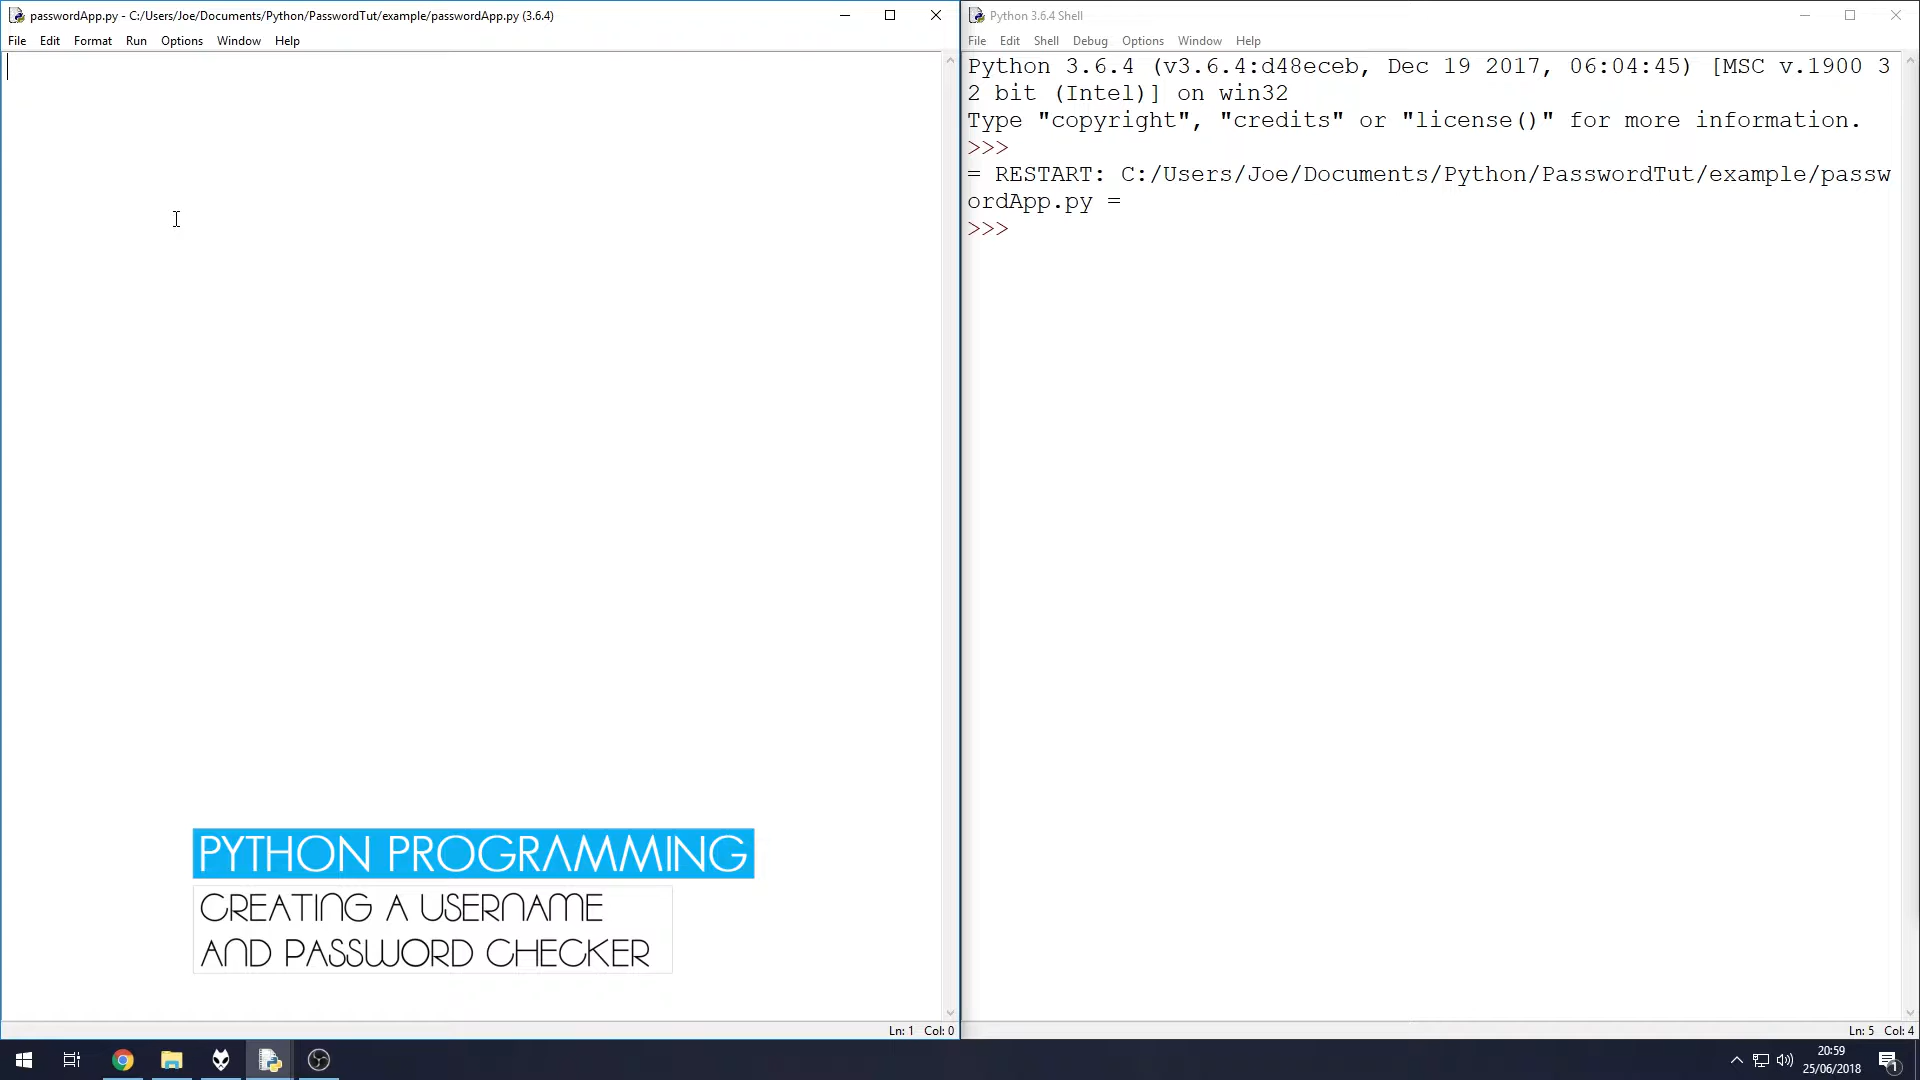 passwordApp.py - C:/Users/Joe/Documents/Python/PasswordTut/example/passwordApp.py (3.6.4)
File Edit Format Run Options Window Help
Ln: 1 Col: 0
Python 3.6.4 Shell
File Edit Shell Debug Options Window Help
Python 3.6.4 (v3.6.4:d48eceb, Dec 19 2017, 06:04:45) [MSC v.1900 3
2 bit (Intel)] on win32
Type "copyright", "credits" or "license()" for more information.
>>>
= RESTART: C:/Users/Joe/Documents/Python/PasswordTut/example/passw
ordApp.py =
>>>
Ln: 5 Col: 4
PYTHON PROGRAMMING
CREATING A USERNAME
AND PASSWORD CHECKER
20:59
25/06/2018
1